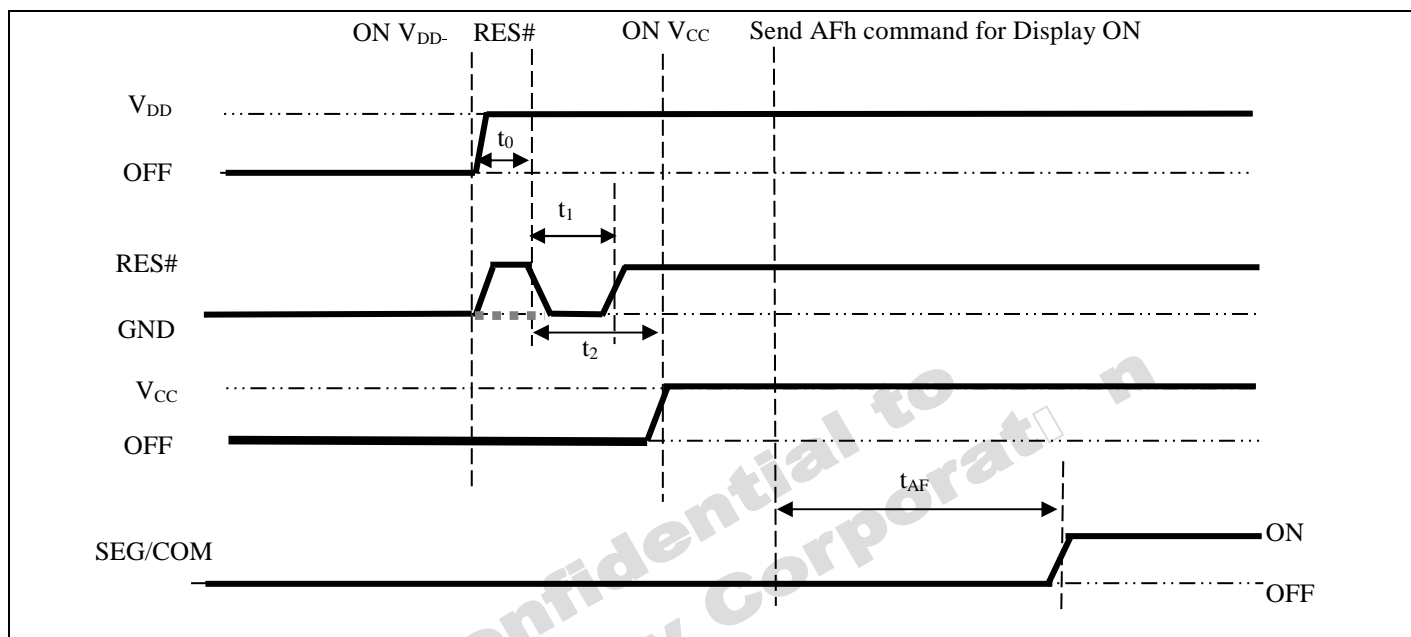 ON VDD- RES# ON VCC Send AFh command for Display ON
VDD
t0
OFF
t1
RES#
GND
t2
VCC
OFF
tAF
SEG/COM
ON
OFF